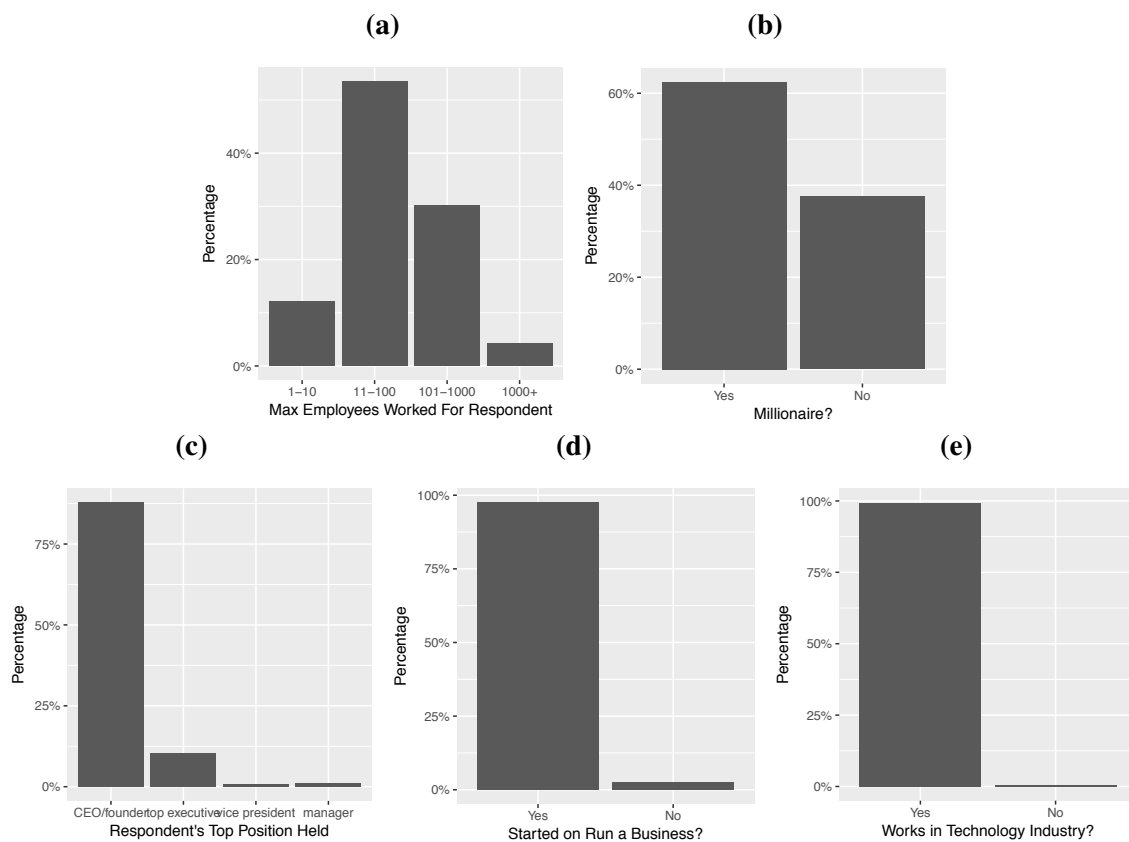 (a)
(b)
Percentage
40%
20%
0%
1–10 11–100 101–1000 1000+
Max Employees Worked For Respondent
Percentage
60%
40%
20%
0%
Yes No
Millionaire?
(c)
(d)
(e)
Percentage
75%
50%
25%
0%
CEO/founder top executive vice president manager
Respondent's Top Position Held
Percentage
100%
75%
50%
25%
0%
Yes No
Started on Run a Business?
Percentage
100%
75%
50%
25%
0%
Yes No
Works in Technology Industry?